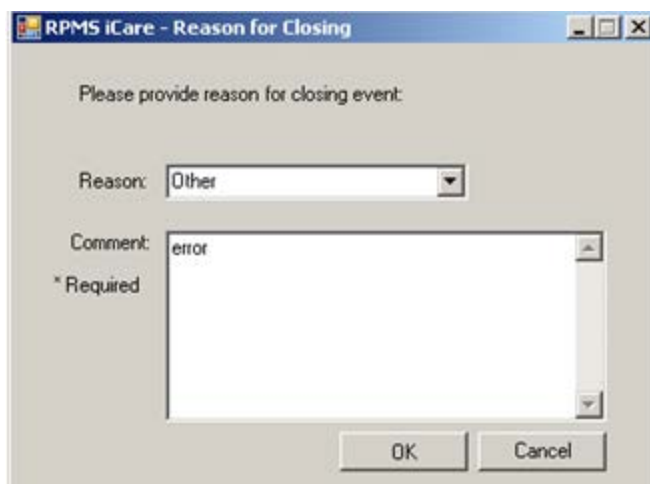 RPMS iCare - Reason for Closing
Please provide reason for closing event:
Reason: Other
Comment: error
* Required
OK Cancel